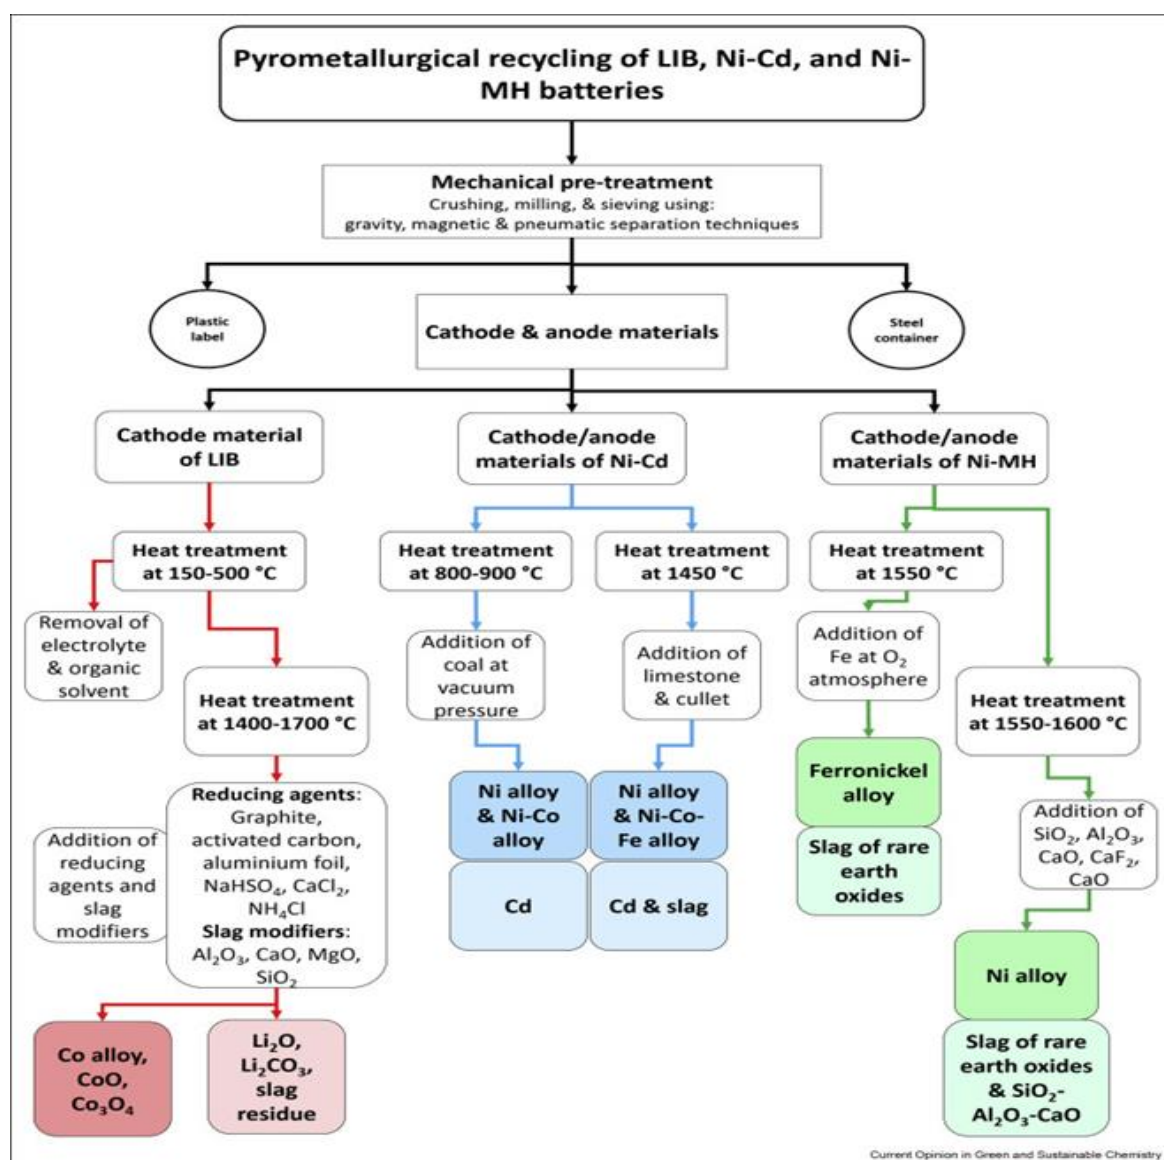 Pyrometallurgical recycling of LIB, Ni-Cd, and Ni-
MH batteries
Mechanical pre-treatment
Crushing, milling, & sieving using:
gravity, magnetic & pneumatic separation techniques
Plastic
label
Cathode & anode materials
Steel
container
Cathode material
of LIB
Cathode/anode
materials of Ni-Cd
Cathode/anode
materials of Ni-MH
Heat treatment
at 150-500 °C
Heat treatment
at 800-900 °C
Heat treatment
at 1450 °C
Heat treatment
at 1550 °C
Removal of
electrolyte
& organic
solvent
Addition of
coal at
vacuum
pressure
Addition of
limestone
& cullet
Addition of
Fe at O₂
atmosphere
Heat treatment
at 1400-1700 °C
Heat treatment
at 1550-1600 °C
Addition of
reducing
agents and
slag
modifiers
Reducing agents:
Graphite,
activated carbon,
aluminium foil,
NaHSO₄, CaCl₂,
NH₄Cl
Slag modifiers:
Al₂O₃, CaO, MgO,
SiO₂
Ni alloy
& Ni-Co
alloy
Cd
Ni alloy
& Ni-Co-
Fe alloy
Cd & slag
Ferronickel
alloy
Slag of rare
earth
oxides
Addition of
SiO₂, Al₂O₃,
CaO, CaF₂,
CaO
Ni alloy
Slag of rare
earth oxides
& SiO₂-
Al₂O₃-CaO
Co alloy,
CoO,
Co₃O₄
Li₂O,
Li₂CO₃,
slag
residue
Current Opinion in Green and Sustainable Chemistry